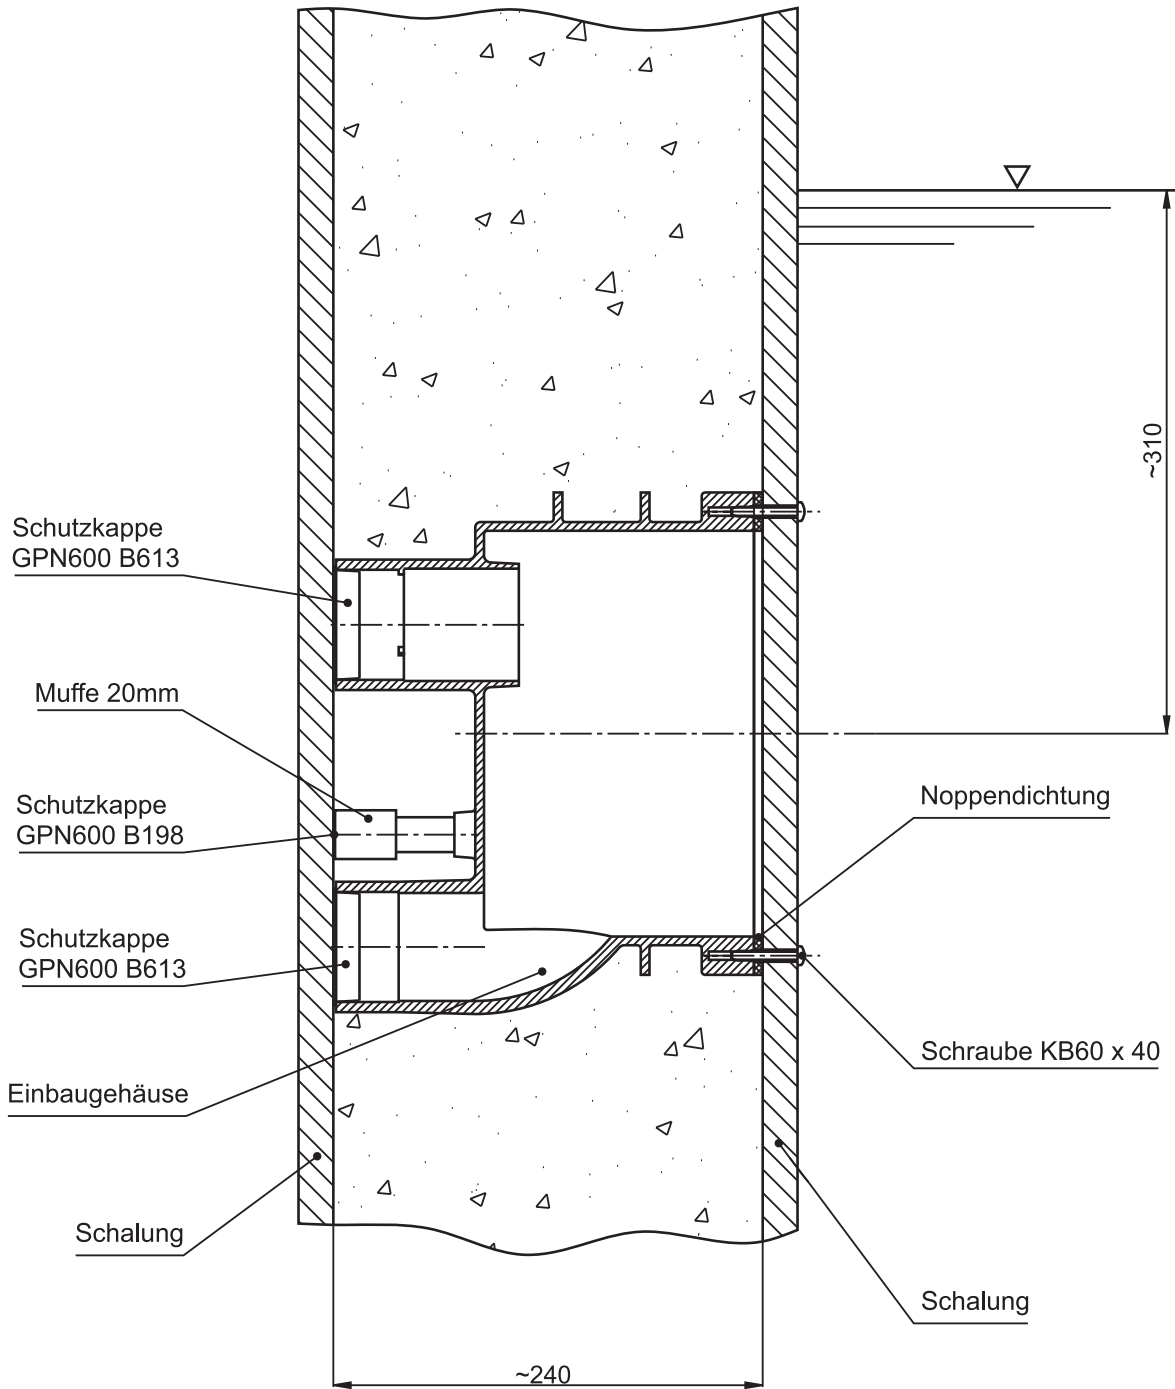 ~310
Schutzkappe
GPN600 B613
Muffe 20mm
Schutzkappe
GPN600 B198
Noppendichtung
Schutzkappe
GPN600 B613
Schraube KB60 x 40
Einbaugehäuse
Schalung
Schalung
~240